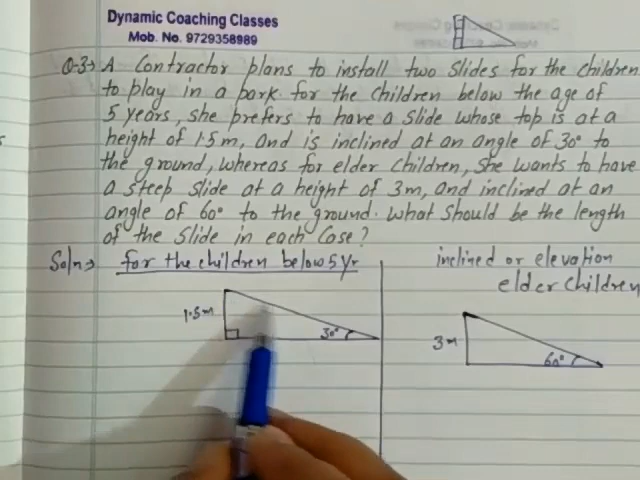 Dynamic Coaching Classes
Mob. No. 9729358989
Q-3→ A Contractor plans to install two Slides for the children
to play in a park. for the children below the age of
5 years, she prefers to have a slide whose top is at a
height of 1.5m, and is inclined at an angle of 30° to
the ground, whereas for elder children, she wants to have
a steep slide at a height of 3m, and inclined at an
angle of 60° to the ground. What should be the length
of the Slide in each Case?
Soln→ for the children below 5 yr
1.5m
30°
inclined or elevation
elder children
3m
60°